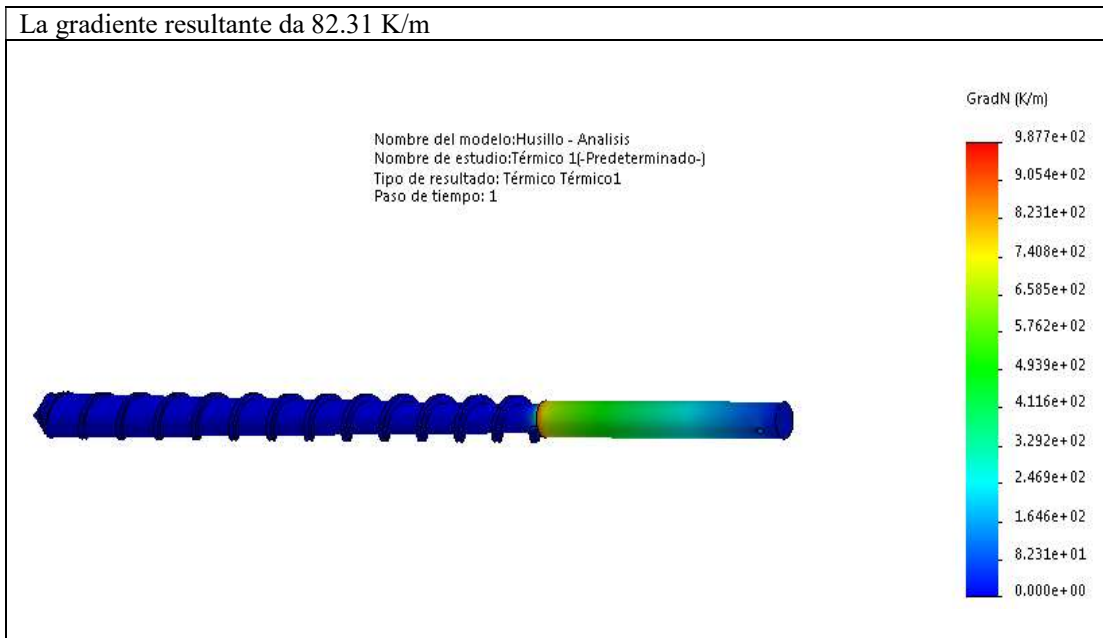 La gradiente resultante da 82.31 K/m
Nombre del modelo:Husillo - Analisis
Nombre de estudio:Térmico 1(-Predeterminado-)
Tipo de resultado: Térmico Térmico1
Paso de tiempo: 1
GradN (K/m)
9.877e+02
9.054e+02
8.231e+02
7.408e+02
6.585e+02
5.762e+02
4.939e+02
4.116e+02
3.292e+02
2.469e+02
1.646e+02
8.231e+01
0.000e+00